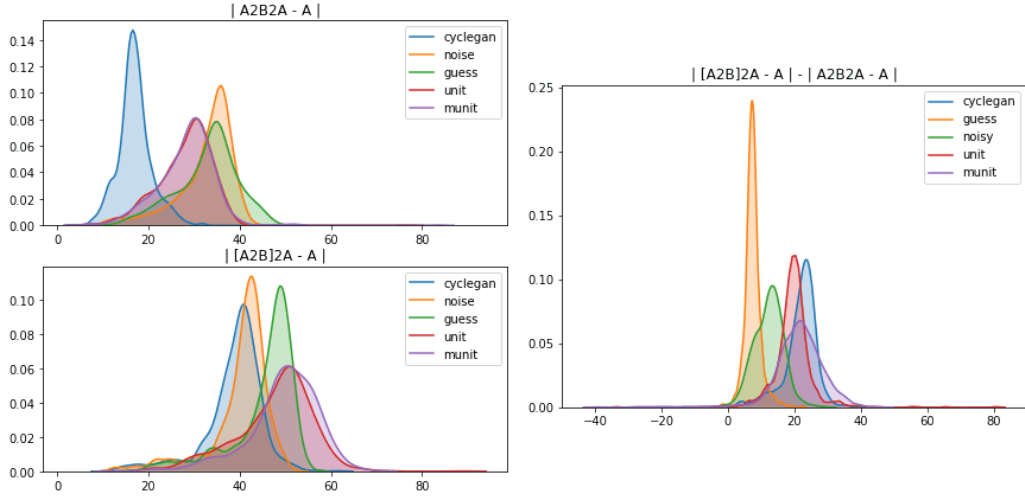 | A2B2A - A |
0.14
0.12
0.10
0.08
0.06
0.04
0.02
0.00
0 20 40 60 80
cyclegan
noise
guess
unit
munit
| [A2B]2A - A |
0.10
0.08
0.06
0.04
0.02
0.00
0 20 40 60 80
cyclegan
noise
guess
unit
munit
| [A2B]2A - A | - | A2B2A - A |
0.25
0.20
0.15
0.10
0.05
0.00
−40 −20 0 20 40 60 80
cyclegan
guess
noisy
unit
munit